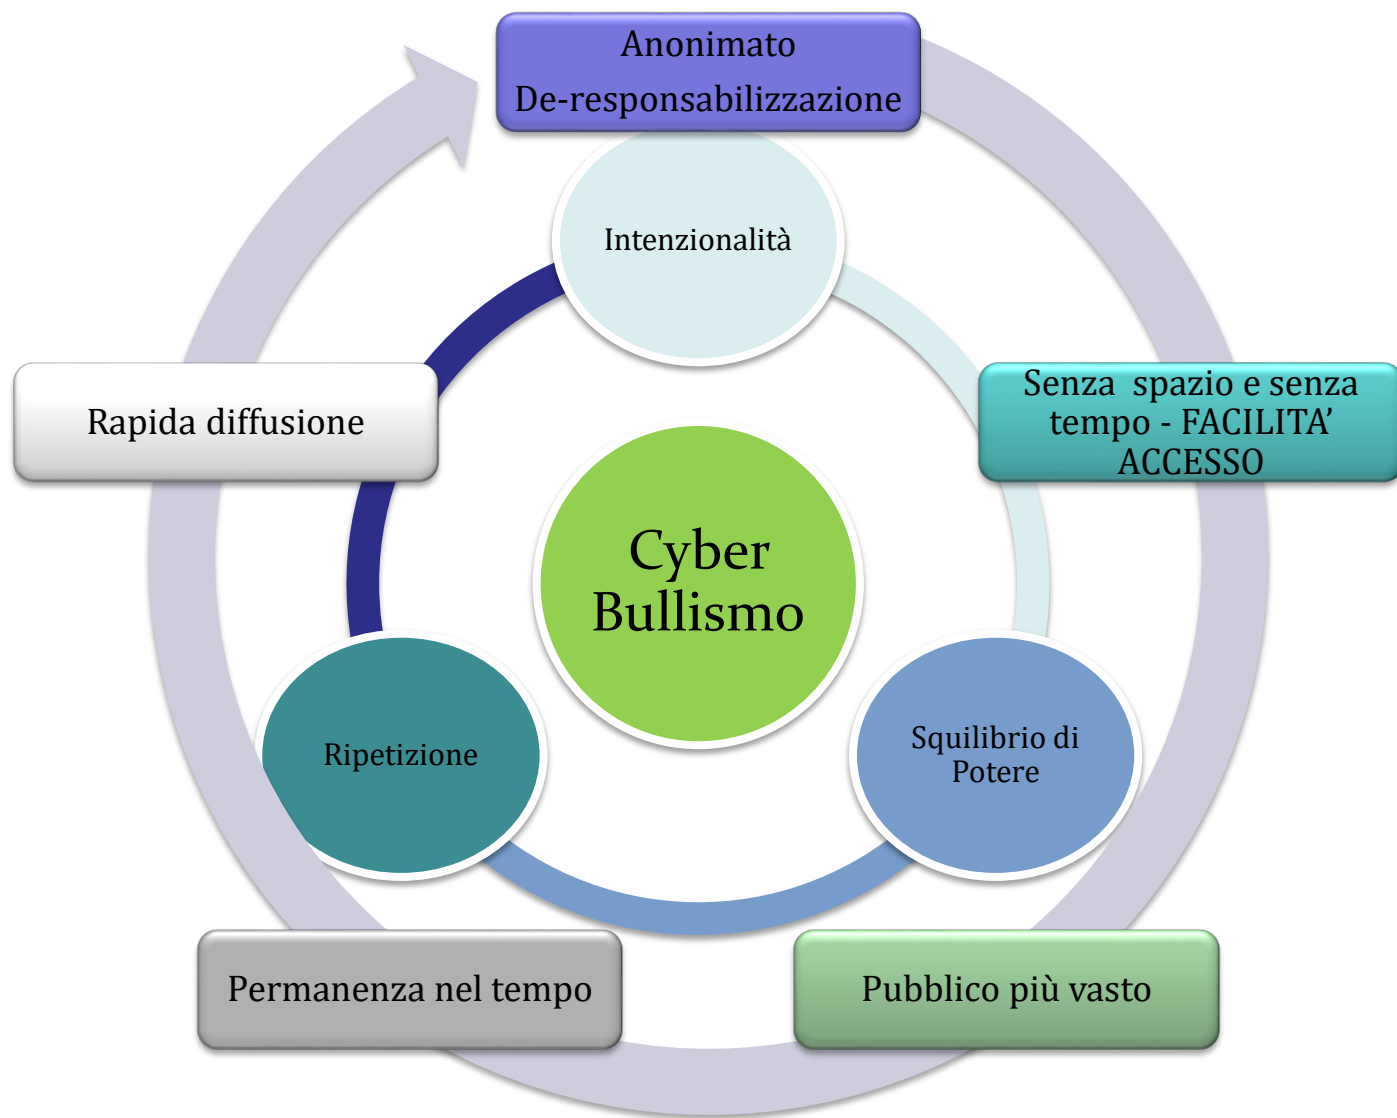 Anonimato
De-responsabilizzazione
Intenzionalità
Rapida diffusione
Senza  spazio e senza
tempo - FACILITA’
ACCESSO
Cyber
Bullismo
Ripetizione
Squilibrio di
Potere
Permanenza nel tempo
Pubblico più vasto